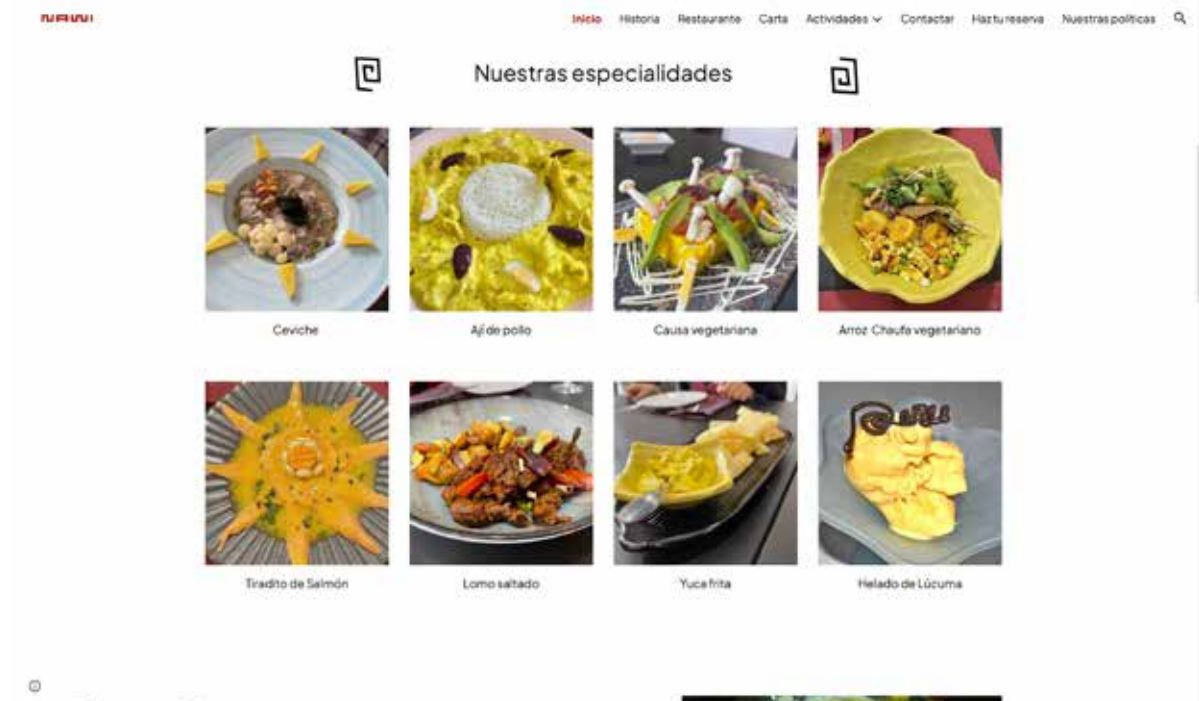 Inicio Historia Restaurante Carta Actividades Contactar Haz tu reserva Nuestras políticas
Nuestras especialidades
Ceviche Ají de pollo Causa vegetariana Arroz Chaufa vegetariano
Tiradito de Salmón Lomo saltado Yuca frita Helado de Lúcuma